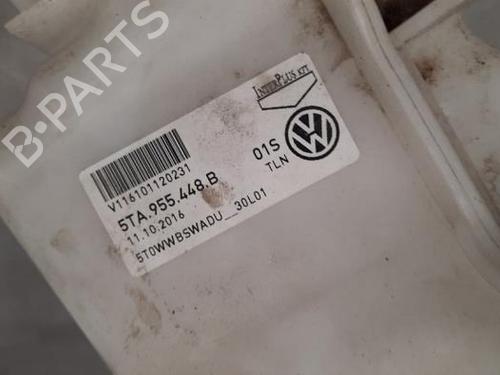 B-PARTS
INTERPLUS KFT
V116101120231
5TA.955.448.B
11.10.2016
5T0WWBSWADU__30L01
01S
TLN